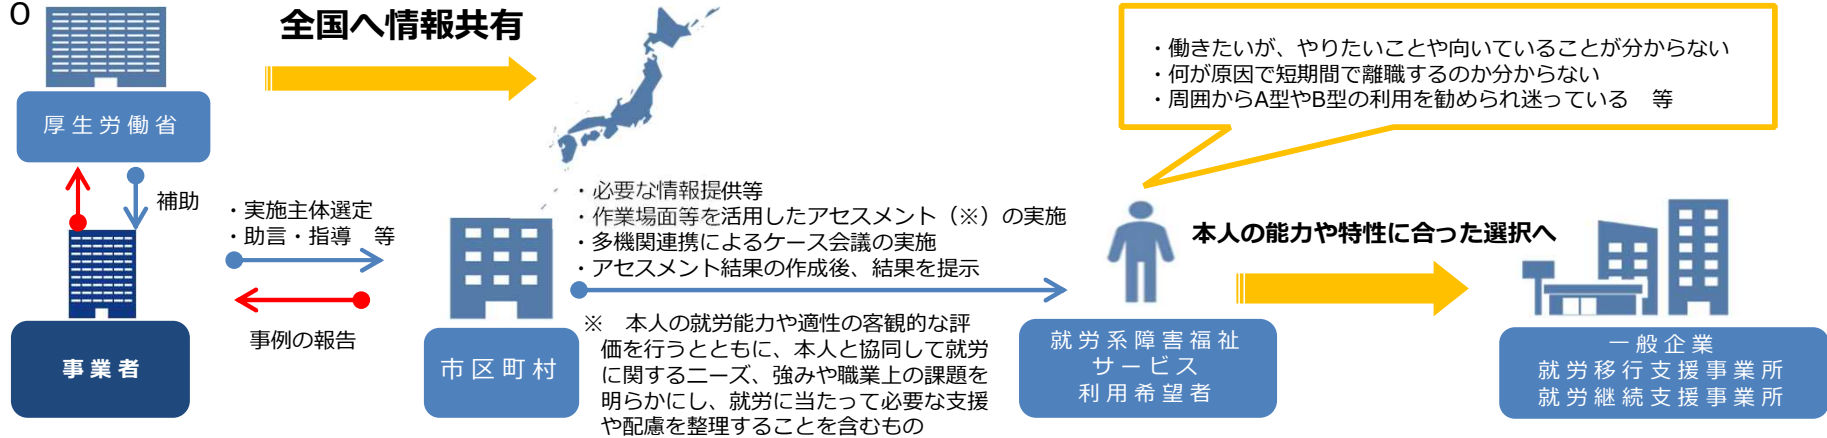 ０
全国へ情報共有
厚生労働省
補助
・実施主体選定
・助言・指導　等
事例の報告
事業者
市区町村
・必要な情報提供等
・作業場面等を活用したアセスメント（※）の実施
・多機関連携によるケース会議の実施
・アセスメント結果の作成後、結果を提示
※　本人の就労能力や適性の客観的な評
価を行うとともに、本人と協同して就労
に関するニーズ、強みや職業上の課題を
明らかにし、就労に当たって必要な支援
や配慮を整理することを含むもの
・働きたいが、やりたいことや向いていることが分からない
・何が原因で短期間で離職するのか分からない
・周囲からA型やB型の利用を勧められ迷っている　等
就労系障害福祉
サービス
利用希望者
本人の能力や特性に合った選択へ
一般企業
就労移行支援事業所
就労継続支援事業所